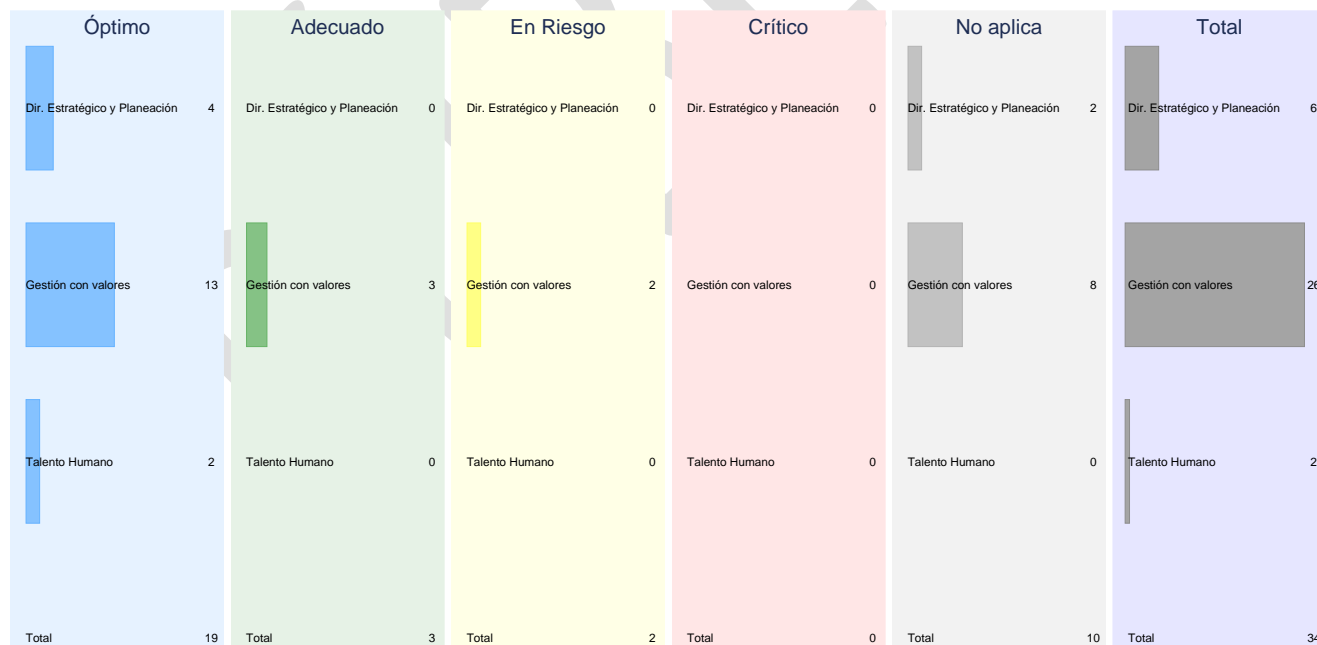 Óptimo Adecuado En Riesgo Crítico No aplica Total
Dir. Estratégico y Planeación 4 Dir. Estratégico y Planeación 0 Dir. Estratégico y Planeación 0 Dir. Estratégico y Planeación 0 Dir. Estratégico y Planeación 2 Dir. Estratégico y Planeación 6
Gestión con valores 13 Gestión con valores 3 Gestión con valores 2 Gestión con valores 0 Gestión con valores 8 Gestión con valores 26
Talento Humano 2 Talento Humano 0 Talento Humano 0 Talento Humano 0 Talento Humano 0 Talento Humano 2
Total 19 Total 3 Total 2 Total 0 Total 10 Total 34